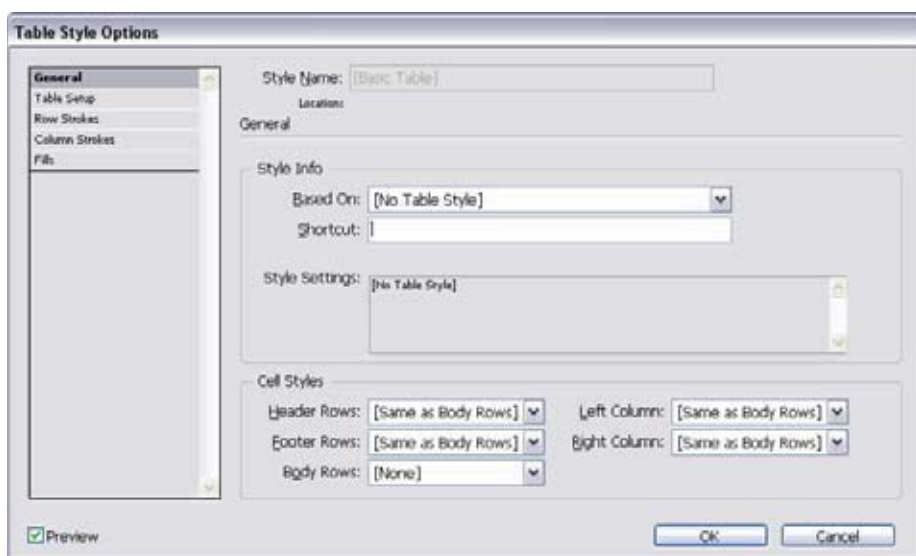 Table Style Options
General
Table Setup
Row Strokes
Column Strokes
Fills
Style Name: [Basic Table]
Location:
General
Style Info
Based On: [No Table Style]
Shortcut:
Style Settings: [No Table Style]
Cell Styles
Header Rows: [Same as Body Rows] Left Column: [Same as Body Rows]
Footer Rows: [Same as Body Rows] Right Column: [Same as Body Rows]
Body Rows: [None]
Preview OK Cancel